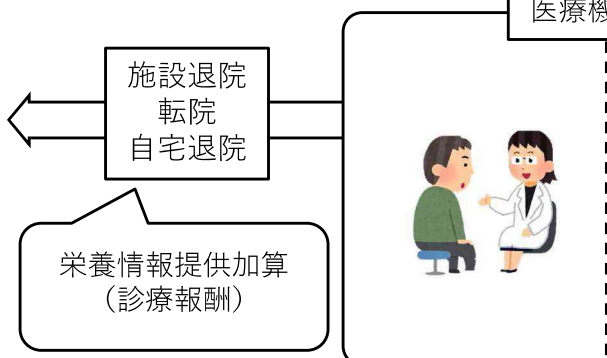 医療機
施設退院
転院
自宅退院
栄養情報提供加算
（診療報酬）